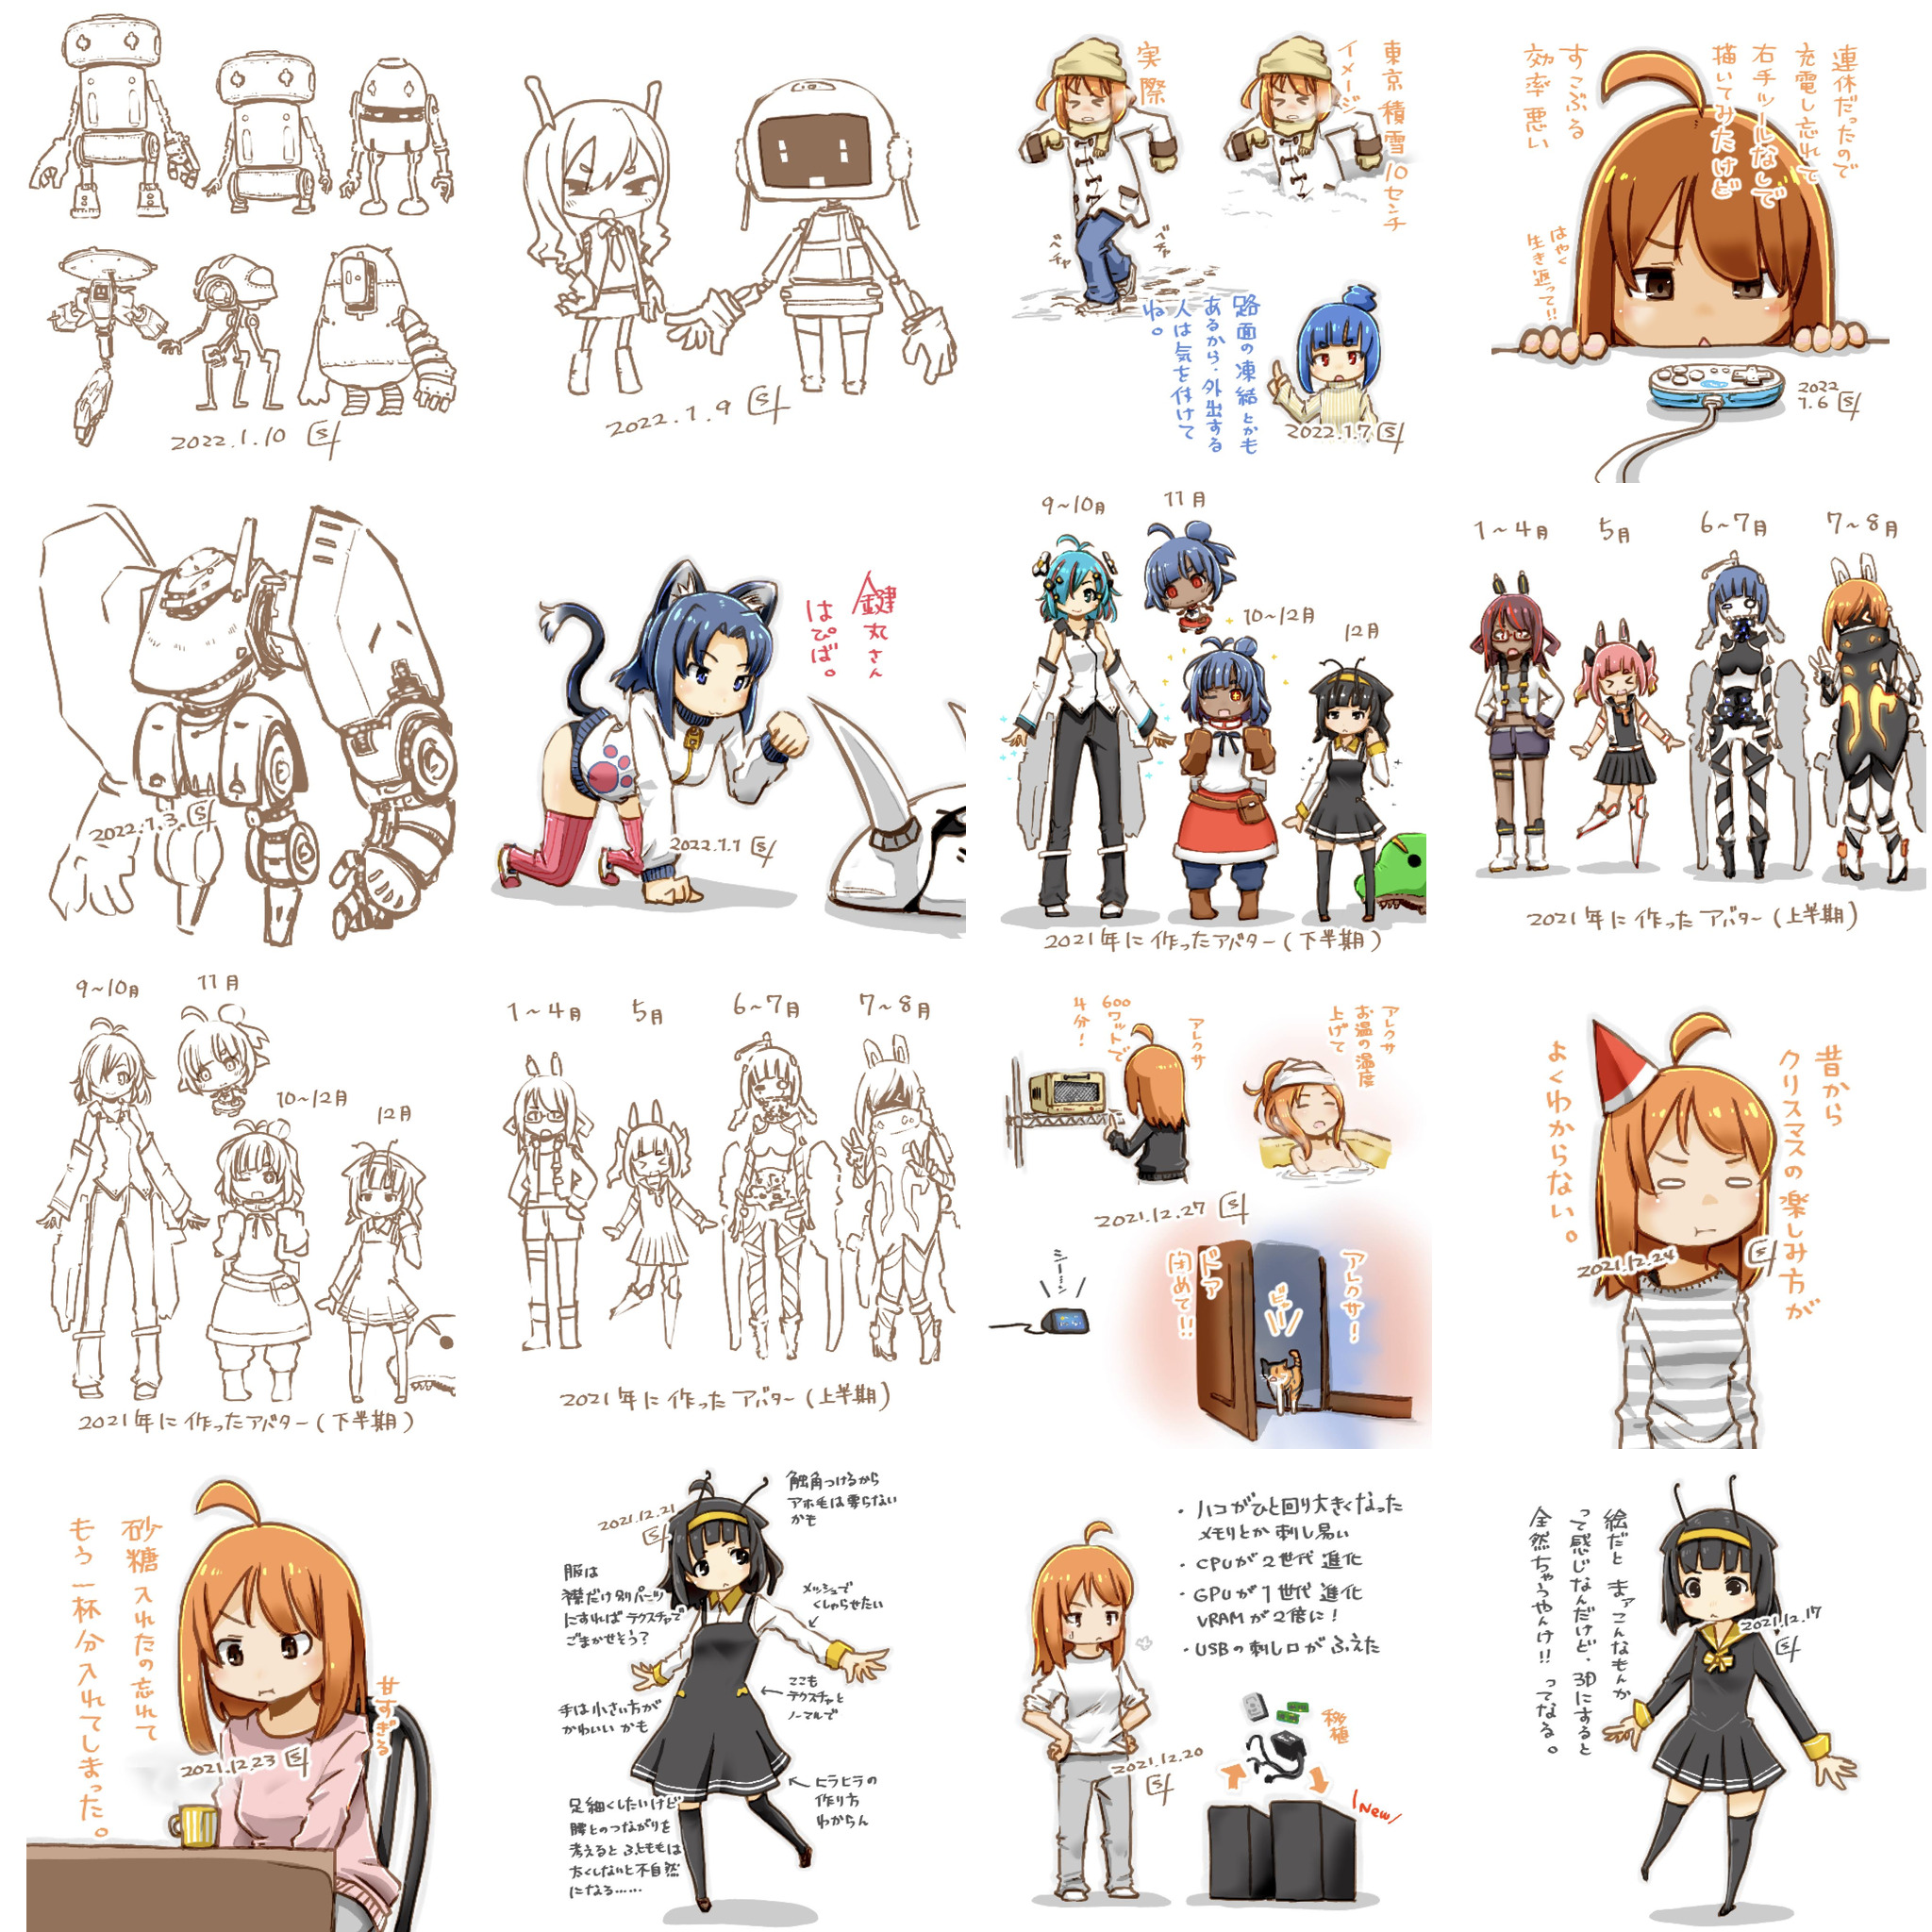 2022.1.10
2022.1.9
東京積雪10センチ
イメージ
実際
ベチャ
ベチャ
路面の凍結とかも
あるから、外出する
人は気を付けて
ね。
2022.1.7
連休だったので
充電し忘れて
右手ツールなしで
描いてみたけど
すこぶる
効率悪い
はやく
生き返って!!
2022
1.6
2022.1.3
鍵丸さん
はぴば。
2022.1.1
9~10月
11月
10~12月
12月
2021年に作ったアバター(下半期)
1~4月
5月
6~7月
7~8月
2021年に作ったアバター(上半期)
9~10月
11月
10~12月
12月
2021年に作ったアバター(下半期)
1~4月
5月
6~7月
7~8月
2021年に作ったアバター(上半期)
アレクサ
600
ワットで
4分!
アレクサ
お湯の温度
上げて
2021.12.27
シーン
アレクサ!
ドア
閉めて!!
昔から
クリスマスの楽しみ方が
よくわからない。
2021.12.24
砂糖入れたの忘れて
もう一杯分入れてしまった。
甘すぎる
2021.12.23
2021.12.21
触角つけるから
アホ毛は要らない
かも
服は
襟だけ別パーツ
にすればテクスチャで
ごまかせそう?
メッシュで
くしゃらせたい
ここも
テクスチャと
ノーマルで
手は小さい方が
かわいいかも
ヒラヒラの
作り方
わからん
足細くしたいけど
腰とのつながりを
考えるとふとももは
太くしないと不自然
になる……
・ハコがひと回り大きくなった
メモリとか刺し易い
・CPUが2世代進化
・GPUが1世代進化
VRAMが2倍に!
・USBの刺し口がふえた
移植
New
2021.12.20
絵だとまァこんなもんか
って感じなんだけど、3Dにすると
全然ちゃうやんけ!!ってなる。
2021.12.17